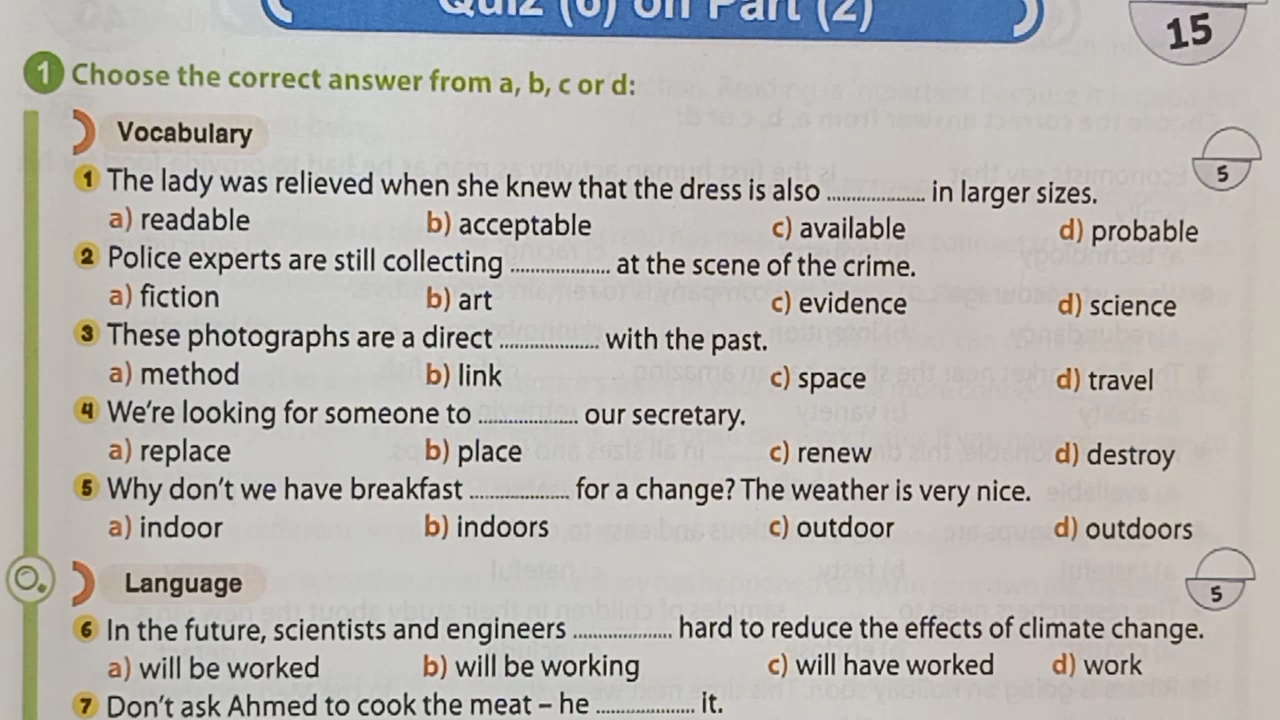 Quiz (6) on Part (2)
15
1 Choose the correct answer from a, b, c or d:
Vocabulary
5
1 The lady was relieved when she knew that the dress is also .................... in larger sizes.
a) readable b) acceptable c) available d) probable
2 Police experts are still collecting .................... at the scene of the crime.
a) fiction b) art c) evidence d) science
3 These photographs are a direct .................... with the past.
a) method b) link c) space d) travel
4 We're looking for someone to .................... our secretary.
a) replace b) place c) renew d) destroy
5 Why don't we have breakfast .................... for a change? The weather is very nice.
a) indoor b) indoors c) outdoor d) outdoors
Language
5
6 In the future, scientists and engineers .................... hard to reduce the effects of climate change.
a) will be worked b) will be working c) will have worked d) work
7 Don't ask Ahmed to cook the meat – he .................... it.